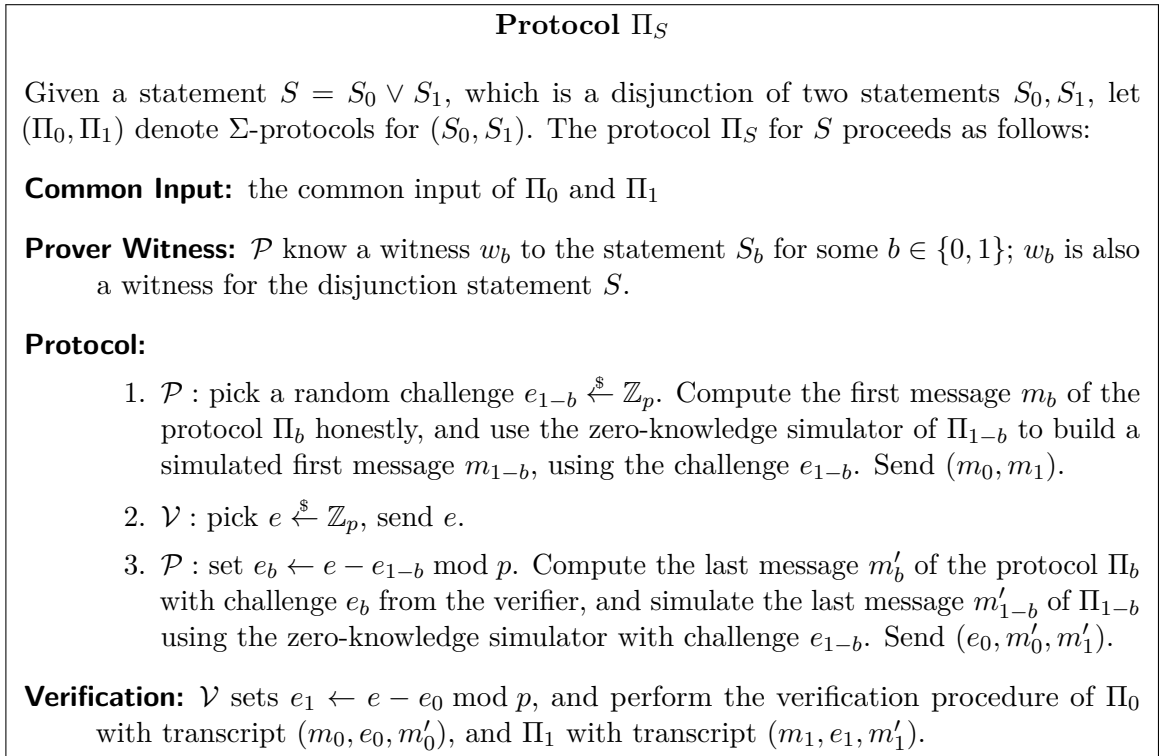 Protocol Π_S
Given a statement S = S_0 ∨ S_1, which is a disjunction of two statements S_0, S_1, let
(Π_0, Π_1) denote Σ-protocols for (S_0, S_1). The protocol Π_S for S proceeds as follows:
Common Input: the common input of Π_0 and Π_1
Prover Witness: 𝒫 know a witness w_b to the statement S_b for some b ∈ {0, 1}; w_b is also
a witness for the disjunction statement S.
Protocol:
1. 𝒫 : pick a random challenge e_{1−b} ←$ ℤ_p. Compute the first message m_b of the
protocol Π_b honestly, and use the zero-knowledge simulator of Π_{1−b} to build a
simulated first message m_{1−b}, using the challenge e_{1−b}. Send (m_0, m_1).
2. 𝒱 : pick e ←$ ℤ_p, send e.
3. 𝒫 : set e_b ← e − e_{1−b} mod p. Compute the last message m′_b of the protocol Π_b
with challenge e_b from the verifier, and simulate the last message m′_{1−b} of Π_{1−b}
using the zero-knowledge simulator with challenge e_{1−b}. Send (e_0, m′_0, m′_1).
Verification: 𝒱 sets e_1 ← e − e_0 mod p, and perform the verification procedure of Π_0
with transcript (m_0, e_0, m′_0), and Π_1 with transcript (m_1, e_1, m′_1).